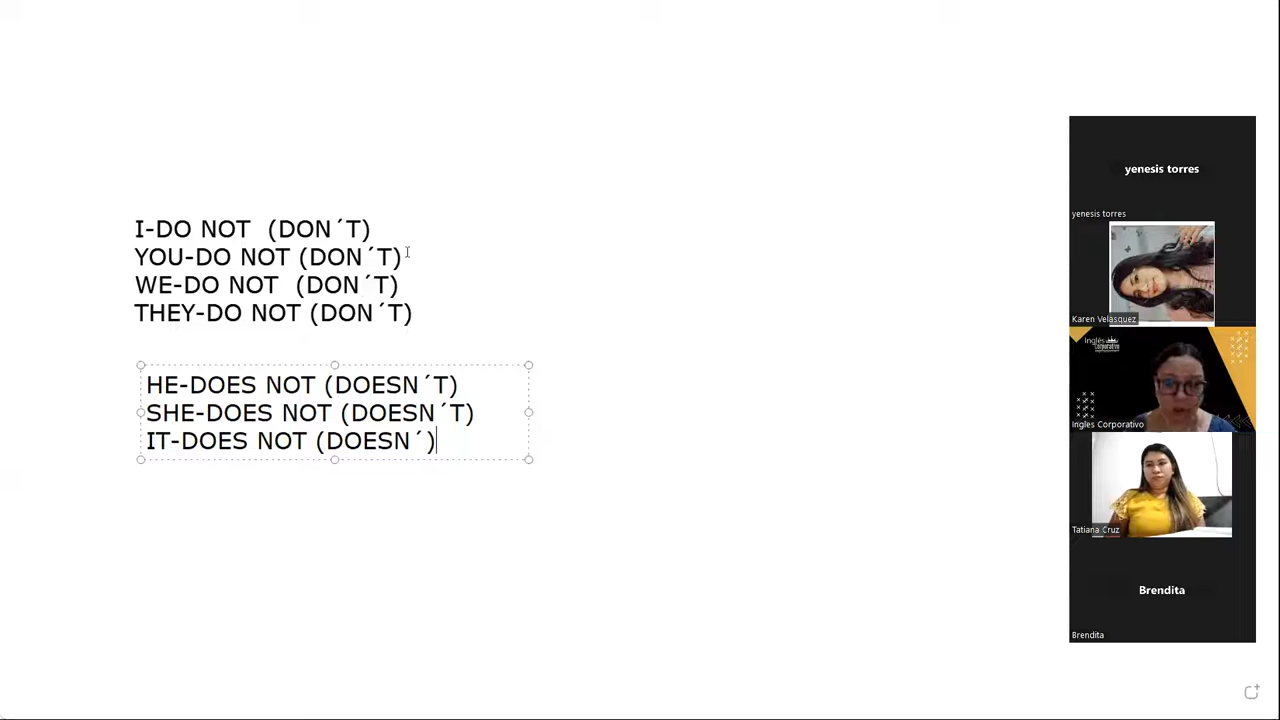 I-DO NOT  (DON´T)
YOU-DO NOT (DON´T)
WE-DO NOT  (DON´T)
THEY-DO NOT (DON´T)
HE-DOES NOT (DOESN´T)
SHE-DOES NOT (DOESN´T)
IT-DOES NOT (DOESN´)
yenesis torres
yenesis torres
Karen Velasquez
Inglés
Corporativo
Ingles Corporativo
Tatiana Cruz
Brendita
Brendita